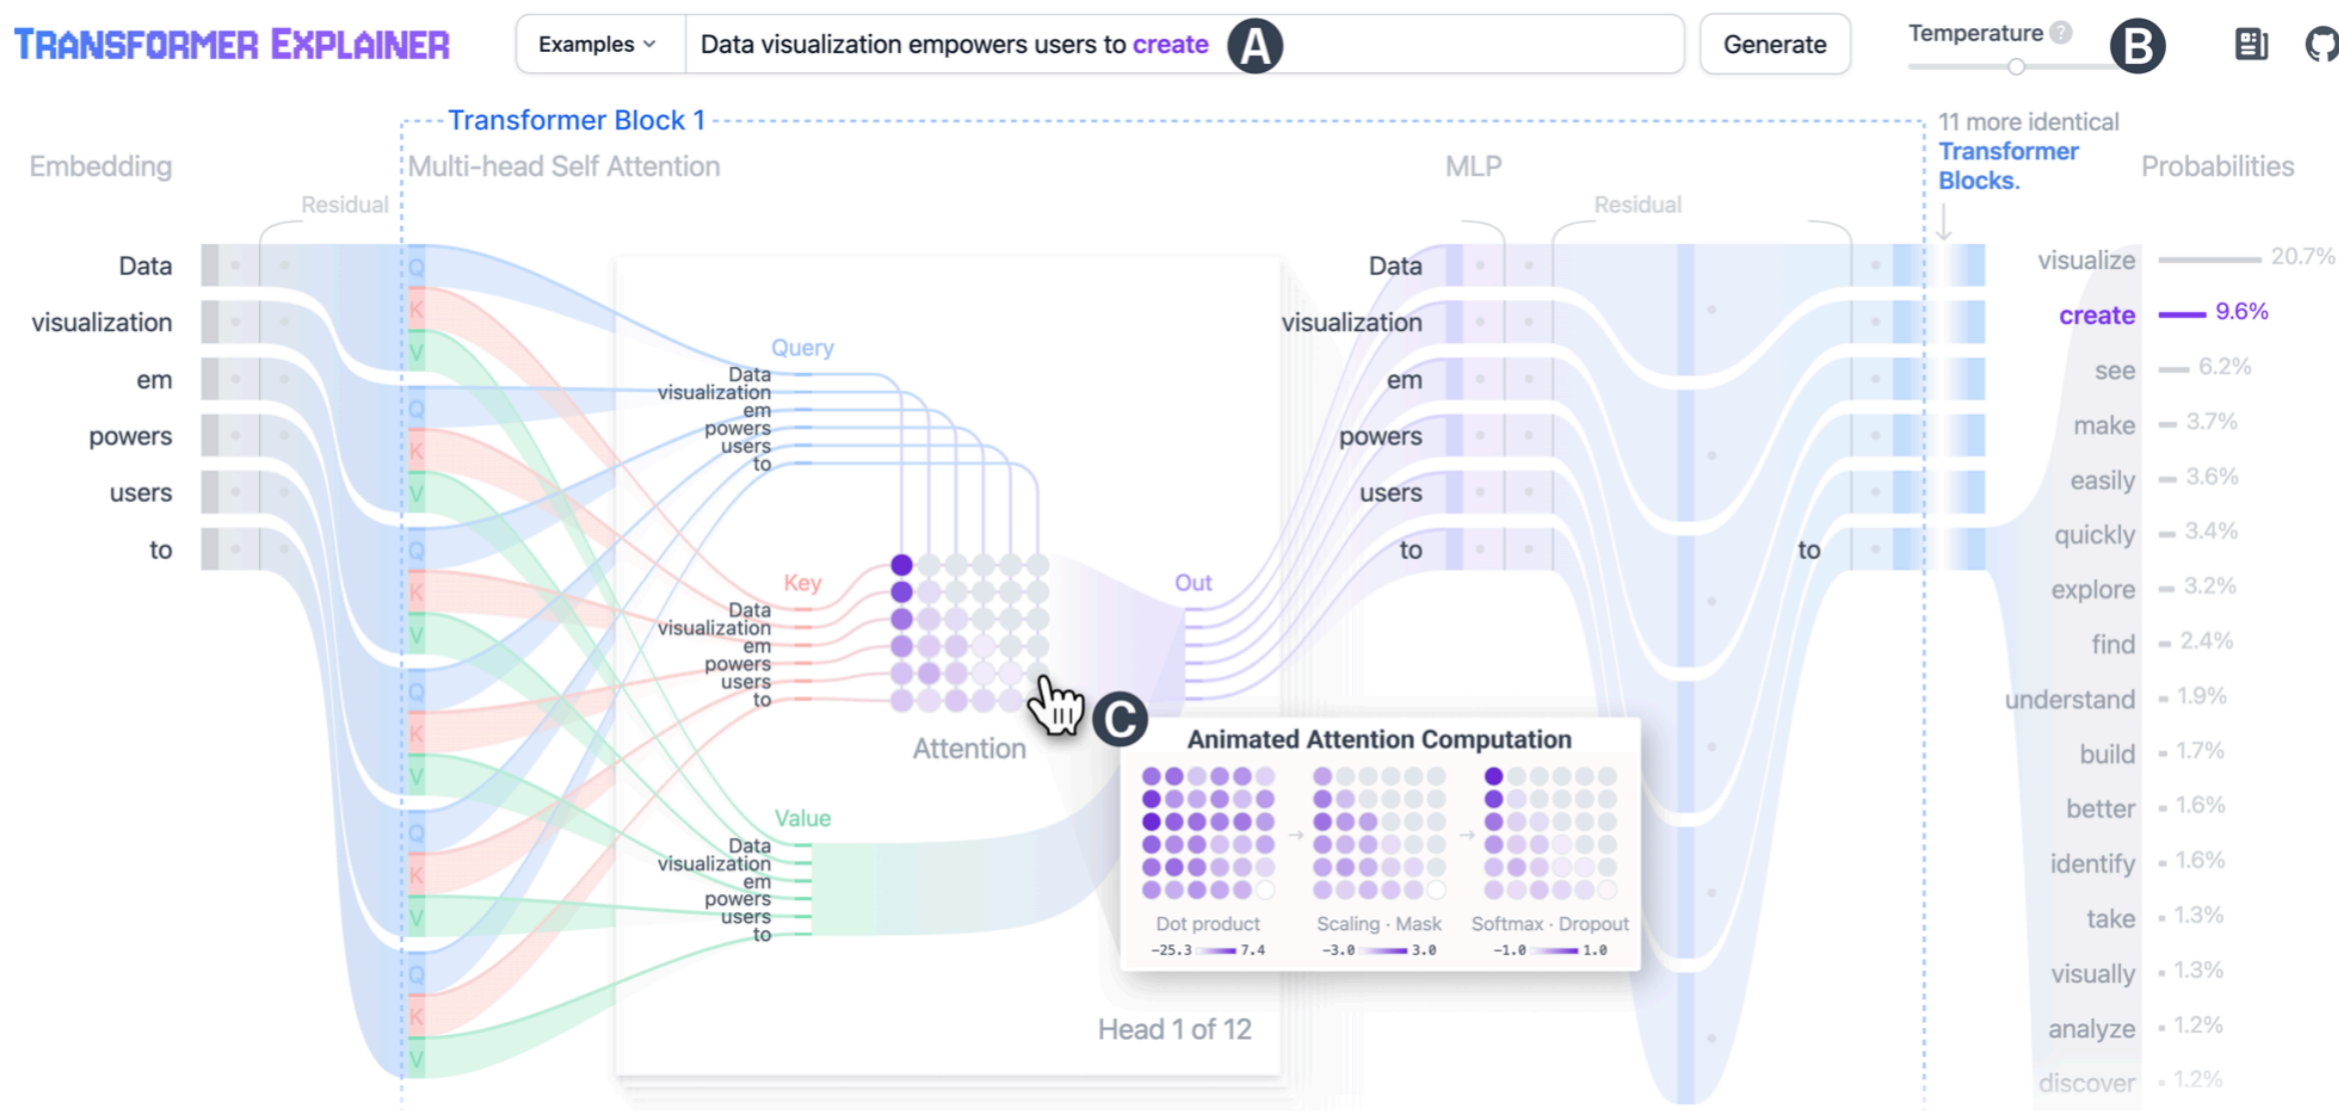 TRANSFORMER EXPLAINER
Examples
Data visualization empowers users to create
A
Generate
Temperature ?
B
Transformer Block 1
11 more identical
Transformer
Blocks.
Embedding
Multi-head Self Attention
MLP
Probabilities
Residual
Residual
Data
visualization
em
powers
users
to
Q
K
V
Q
K
V
Q
K
V
Q
K
V
Q
K
V
Q
K
V
Query
Data
visualization
em
powers
users
to
Key
Data
visualization
em
powers
users
to
Attention
Value
Data
visualization
em
powers
users
to
Out
C
Animated Attention Computation
Dot product
-25.3 7.4
Scaling · Mask
-3.0 3.0
Softmax · Dropout
-1.0 1.0
Head 1 of 12
Data
visualization
em
powers
users
to
to
visualize 20.7%
create 9.6%
see 6.2%
make 3.7%
easily 3.6%
quickly 3.4%
explore 3.2%
find 2.4%
understand 1.9%
build 1.7%
better 1.6%
identify 1.6%
take 1.3%
visually 1.3%
analyze 1.2%
discover 1.2%